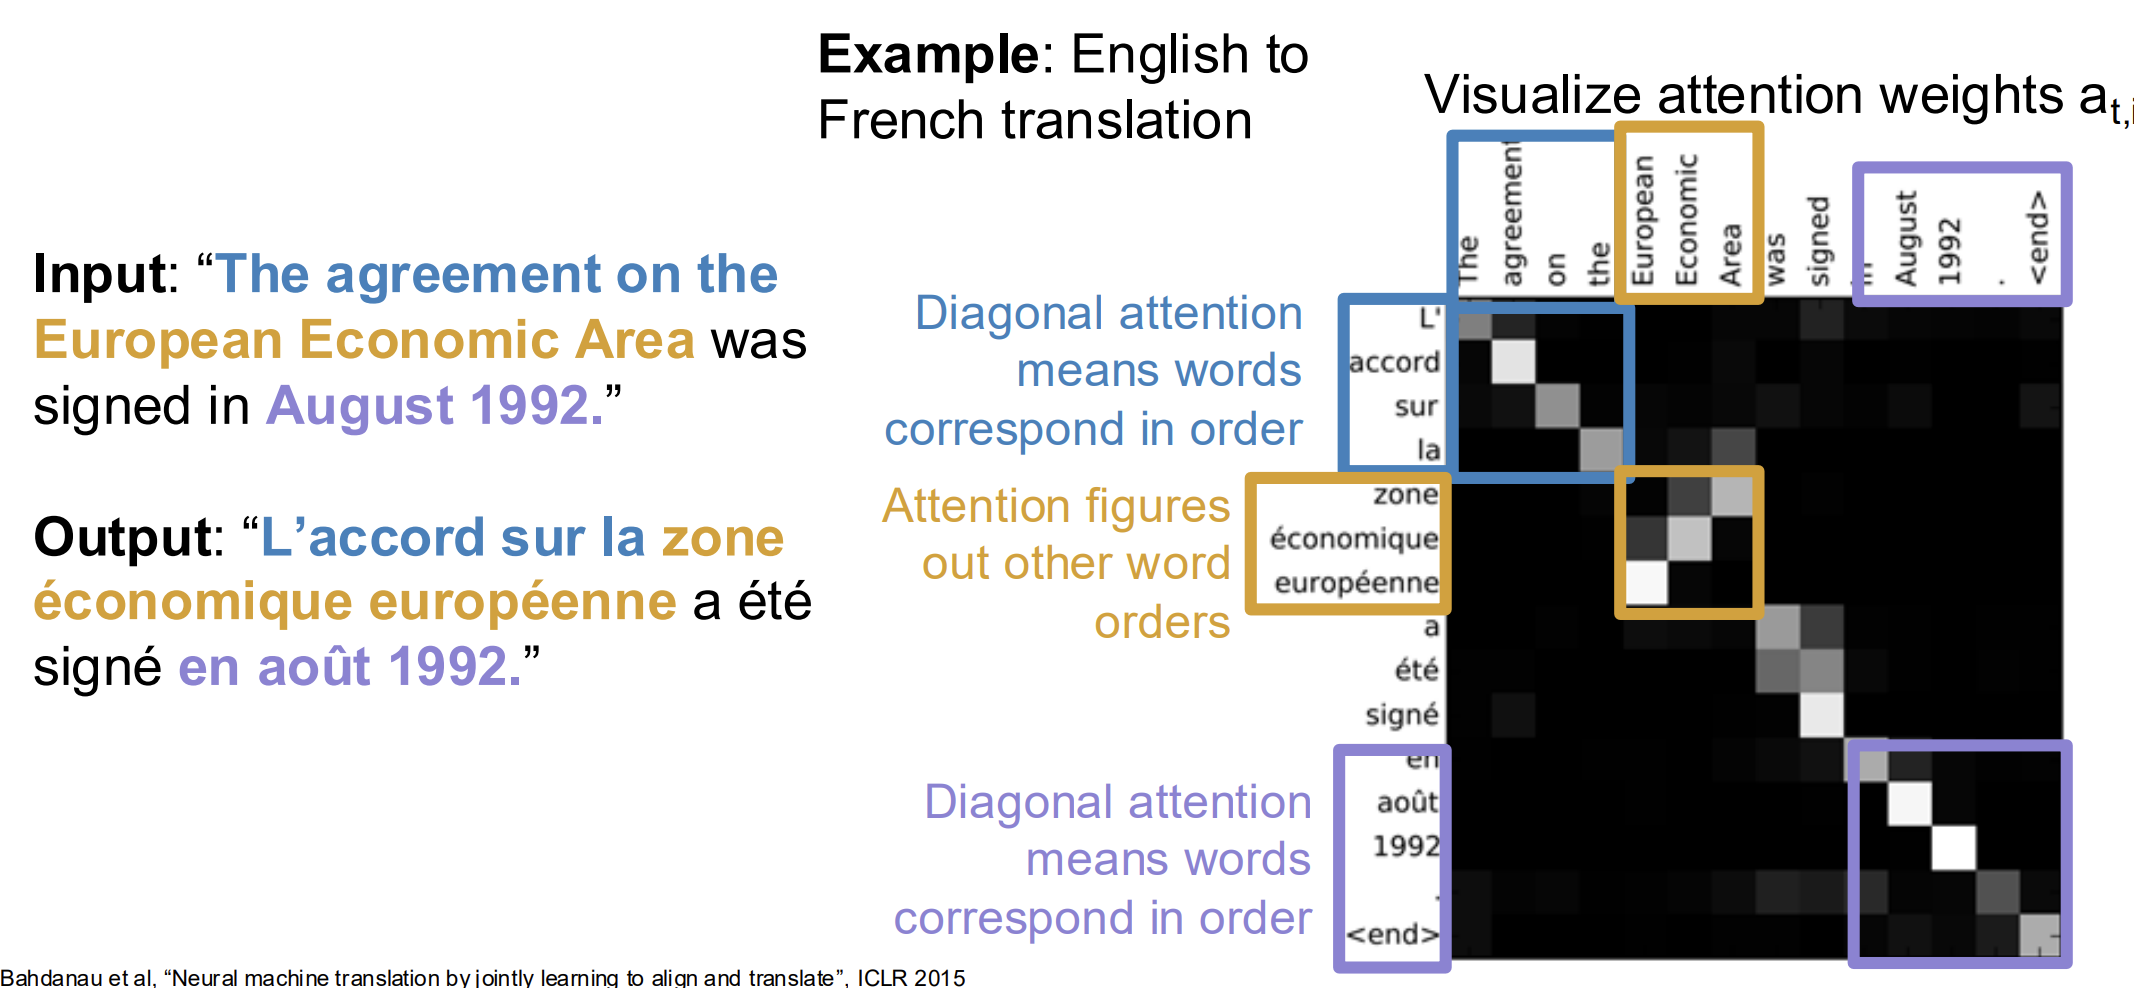 Example: English to
French translation
Visualize attention weights a_t,i
Input: “The agreement on the
European Economic Area was
signed in August 1992.”
Output: “L’accord sur la zone
économique européenne a été
signé en août 1992.”
Diagonal attention
means words
correspond in order
Attention figures
out other word
orders
Diagonal attention
means words
correspond in order
The
agreement
on
the
European
Economic
Area
was
signed
in
August
1992
.
<end>
L'
accord
sur
la
zone
économique
européenne
a
été
signé
en
août
1992
.
<end>
Bahdanau et al, “Neural machine translation by jointly learning to align and translate”, ICLR 2015